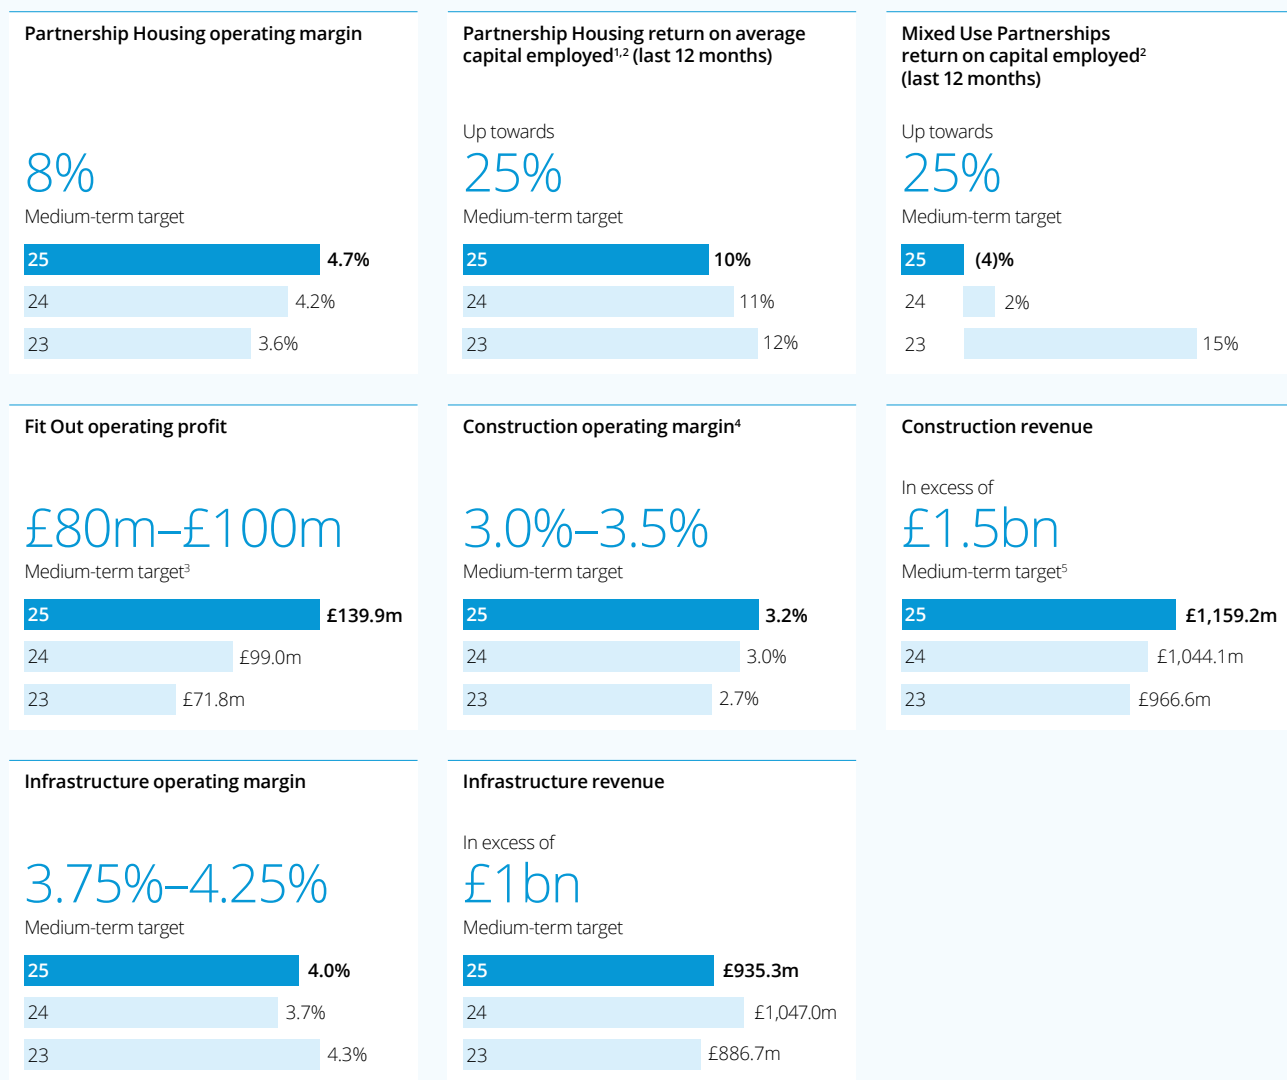 Partnership Housing operating margin
8%
Medium-term target
25 4.7%
24 4.2%
23 3.6%
Partnership Housing return on average
capital employed¹,² (last 12 months)
Up towards
25%
Medium-term target
25 10%
24 11%
23 12%
Mixed Use Partnerships
return on capital employed²
(last 12 months)
Up towards
25%
Medium-term target
25 (4)%
24 2%
23 15%
Fit Out operating profit
£80m–£100m
Medium-term target³
25 £139.9m
24 £99.0m
23 £71.8m
Construction operating margin⁴
3.0%–3.5%
Medium-term target
25 3.2%
24 3.0%
23 2.7%
Construction revenue
In excess of
£1.5bn
Medium-term target⁵
25 £1,159.2m
24 £1,044.1m
23 £966.6m
Infrastructure operating margin
3.75%–4.25%
Medium-term target
25 4.0%
24 3.7%
23 4.3%
Infrastructure revenue
In excess of
£1bn
Medium-term target
25 £935.3m
24 £1,047.0m
23 £886.7m